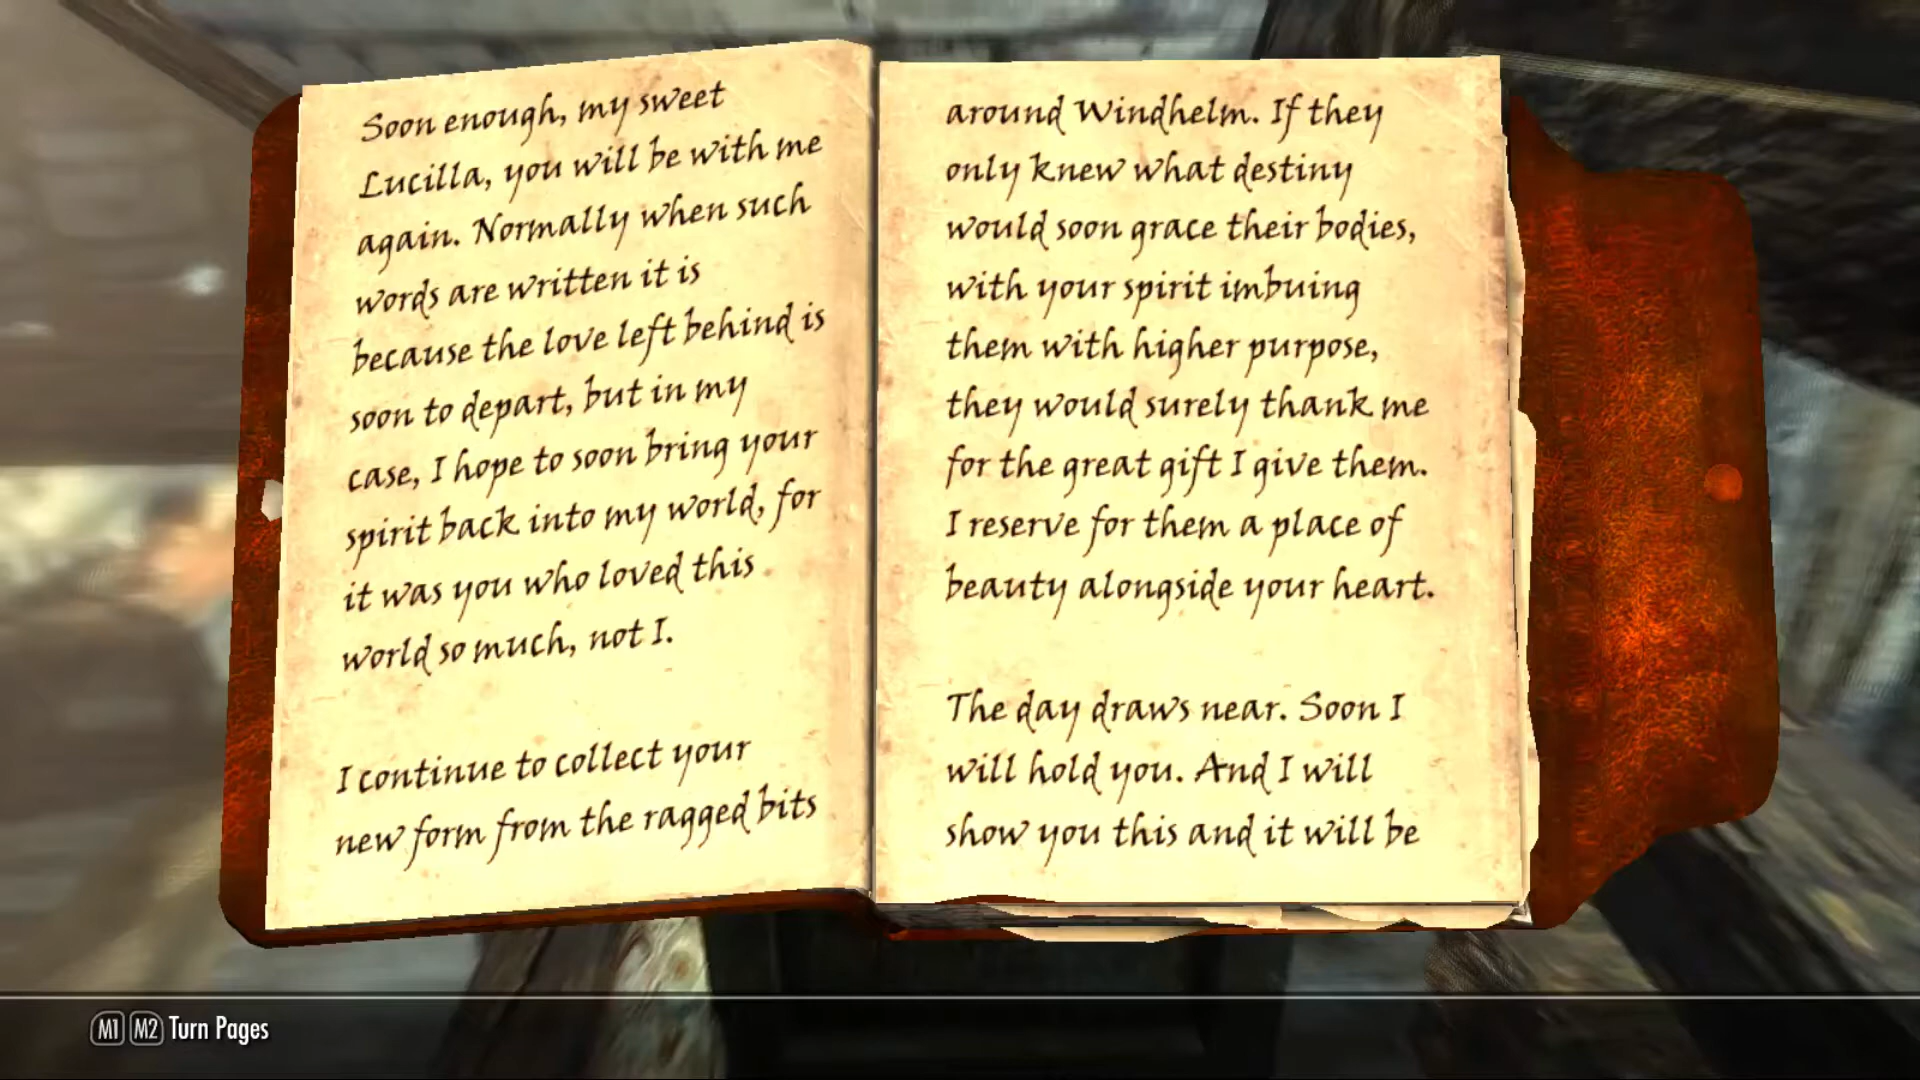 Soon enough, my sweet
Lucilla, you will be with me
again. Normally when such
words are written it is
because the love left behind is
soon to depart, but in my
case, I hope to soon bring your
spirit back into my world, for
it was you who loved this
world so much, not I.
I continue to collect your
new form from the ragged bits
around Windhelm. If they
only knew what destiny
would soon grace their bodies,
with your spirit imbuing
them with higher purpose,
they would surely thank me
for the great gift I give them.
I reserve for them a place of
beauty alongside your heart.
The day draws near. Soon I
will hold you. And I will
show you this and it will be
M1 M2 Turn Pages